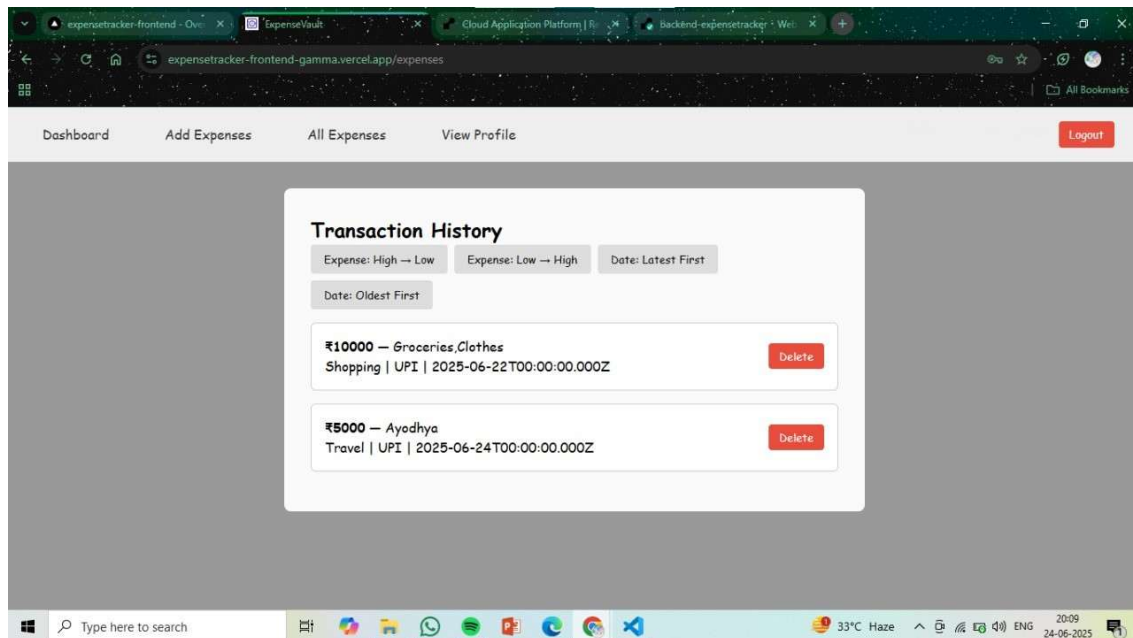 expensetracker-frontend - Ove
ExpenseVault
Cloud Application Platform | R
Backend-expensetracker · Web
expensetracker-frontend-gamma.vercel.app/expenses
All Bookmarks
Dashboard Add Expenses All Expenses View Profile Logout
Transaction History
Expense: High → Low Expense: Low → High Date: Latest First
Date: Oldest First
₹10000 — Groceries,Clothes
Shopping | UPI | 2025-06-22T00:00:00.000Z
Delete
₹5000 — Ayodhya
Travel | UPI | 2025-06-24T00:00:00.000Z
Delete
Type here to search
33°C Haze
ENG
20:09
24-06-2025
1